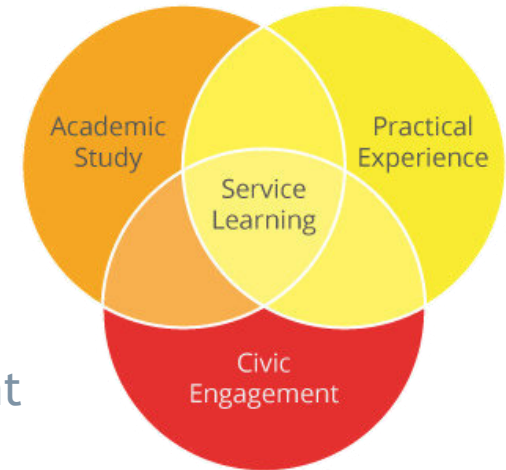 Academic
Study
Practical
Experience
Service
Learning
Civic
Engagement